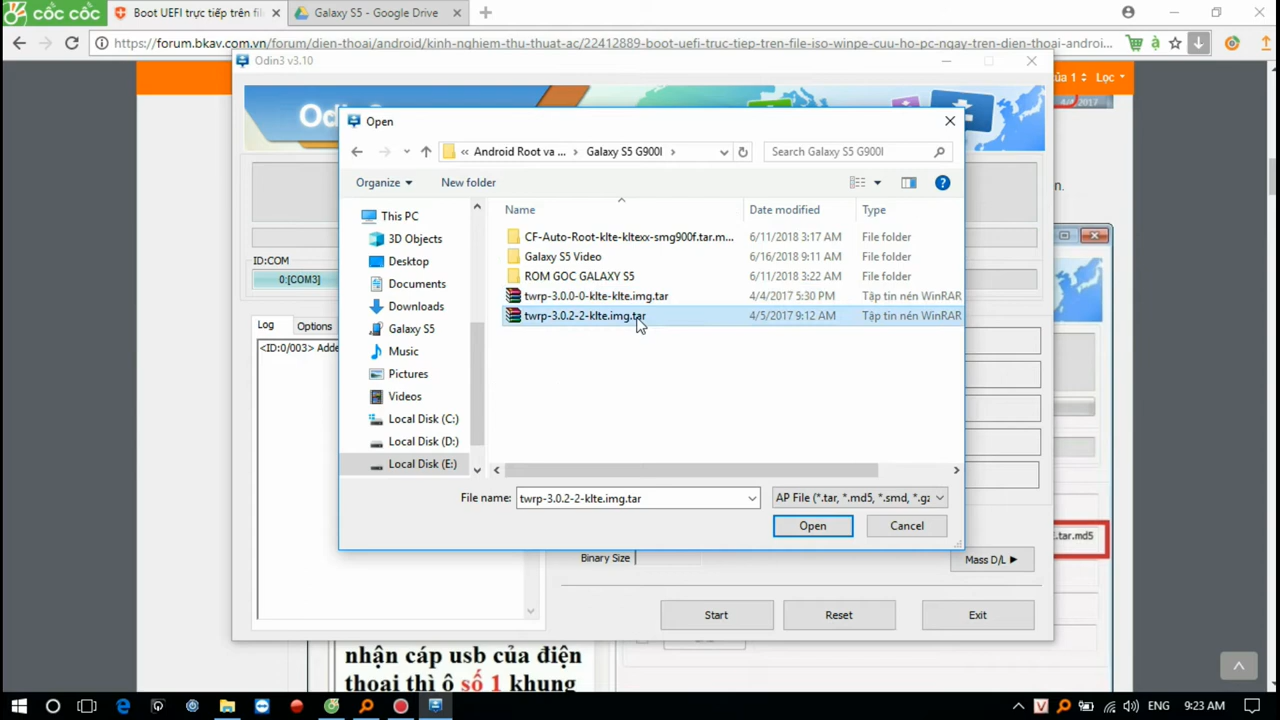 cốc cốc
Boot UEFI trực tiếp trên fil
Galaxy S5 - Google Drive
https://forum.bkav.com.vn/forum/dien-thoai/android/kinh-nghiem-thu-thuat-ac/22412889-boot-uefi-truc-tiep-tren-file-iso-winpe-cuu-ho-pc-ngay-tren-dien-thoai-androi...
Odin3 v3.10
của 1
Lọc
4/4/2017
Od
Open
Android Root va ...
Galaxy S5 G900I
Search Galaxy S5 G900I
Organize
New folder
This PC
3D Objects
Desktop
Documents
Downloads
Galaxy S5
Music
Pictures
Videos
Local Disk (C:)
Local Disk (D:)
Local Disk (E:)
Name
Date modified
Type
CF-Auto-Root-klte-kltexx-smg900f.tar.m...
6/11/2018 3:17 AM
File folder
Galaxy S5 Video
6/16/2018 9:11 AM
File folder
ROM GOC GALAXY S5
6/11/2018 3:22 AM
File folder
twrp-3.0.0-0-klte-klte.img.tar
4/4/2017 5:30 PM
Tập tin nén WinRAR
twrp-3.0.2-2-klte.img.tar
4/5/2017 9:12 AM
Tập tin nén WinRAR
File name:
twrp-3.0.2-2-klte.img.tar
AP File (*.tar, *.md5, *.smd, *.gz
Open
Cancel
ID:COM
0:[COM3]
Log
Options
<ID:0/003> Adde
en.
.tar.md5
Binary Size
Mass D/L
Start
Reset
Exit
nhận cáp usb của điện
thoại thì ô số 1 khung
ENG
9:23 AM